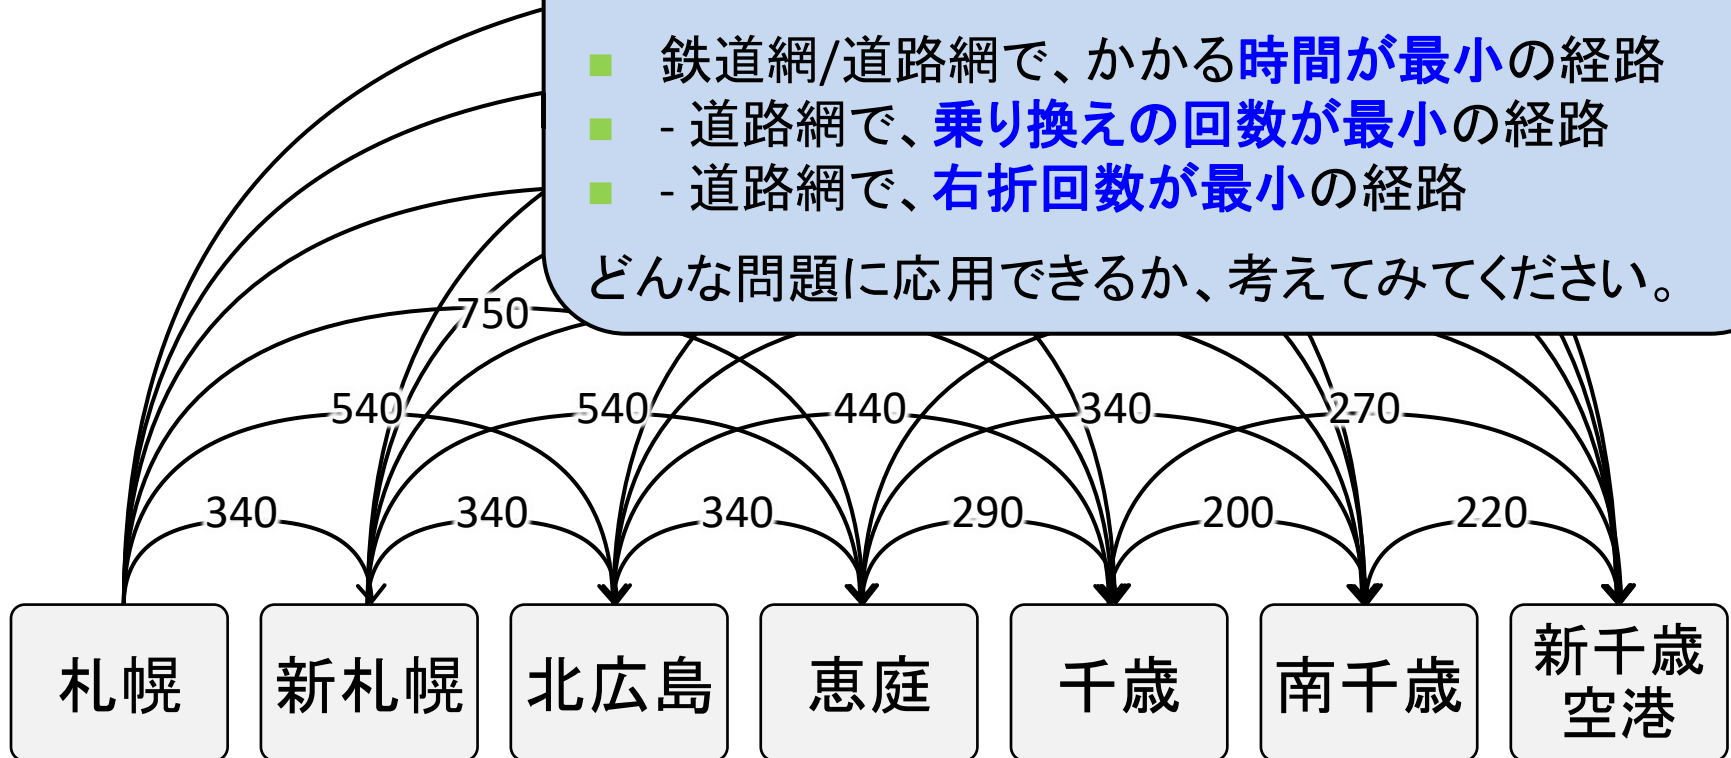 鉄道網/道路網で、かかる時間が最小の経路
- 道路網で、乗り換えの回数が最小の経路
- 道路網で、右折回数が最小の経路
どんな問題に応用できるか、考えてみてください。
750
540 540 440 340 270
340 340 340 290 200 220
札幌 新札幌 北広島 恵庭 千歳 南千歳 新千歳
空港